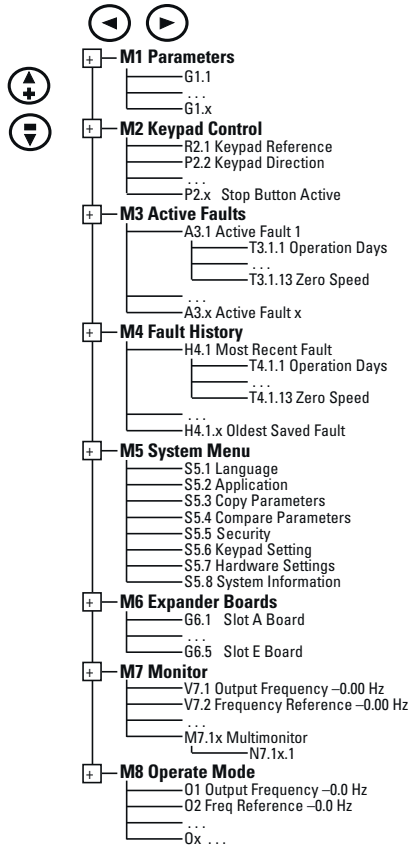 + M1 Parameters
G1.1
. . .
G1.x
+ M2 Keypad Control
R2.1 Keypad Reference
P2.2 Keypad Direction
. . .
P2.x Stop Button Active
+ M3 Active Faults
A3.1 Active Fault 1
T3.1.1 Operation Days
. . .
T3.1.13 Zero Speed
. . .
A3.x Active Fault x
+ M4 Fault History
H4.1 Most Recent Fault
T4.1.1 Operation Days
. . .
T4.1.13 Zero Speed
. . .
H4.1.x Oldest Saved Fault
+ M5 System Menu
S5.1 Language
S5.2 Application
S5.3 Copy Parameters
S5.4 Compare Parameters
S5.5 Security
S5.6 Keypad Setting
S5.7 Hardware Settings
S5.8 System Information
+ M6 Expander Boards
G6.1 Slot A Board
. . .
G6.5 Slot E Board
+ M7 Monitor
V7.1 Output Frequency –0.00 Hz
V7.2 Frequency Reference –0.00 Hz
. . .
M7.1x Multimonitor
N7.1x.1
+ M8 Operate Mode
O1 Output Frequency –0.0 Hz
O2 Freq Reference –0.0 Hz
. . .
Ox . . .